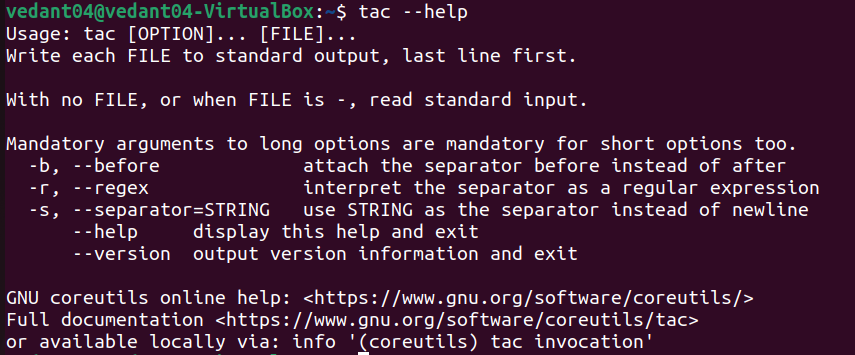 vedant04@vedant04-VirtualBox:~$ tac --help
Usage: tac [OPTION]... [FILE]...
Write each FILE to standard output, last line first.

With no FILE, or when FILE is -, read standard input.

Mandatory arguments to long options are mandatory for short options too.
  -b, --before             attach the separator before instead of after
  -r, --regex              interpret the separator as a regular expression
  -s, --separator=STRING   use STRING as the separator instead of newline
      --help     display this help and exit
      --version  output version information and exit

GNU coreutils online help: <https://www.gnu.org/software/coreutils/>
Full documentation <https://www.gnu.org/software/coreutils/tac>
or available locally via: info '(coreutils) tac invocation'